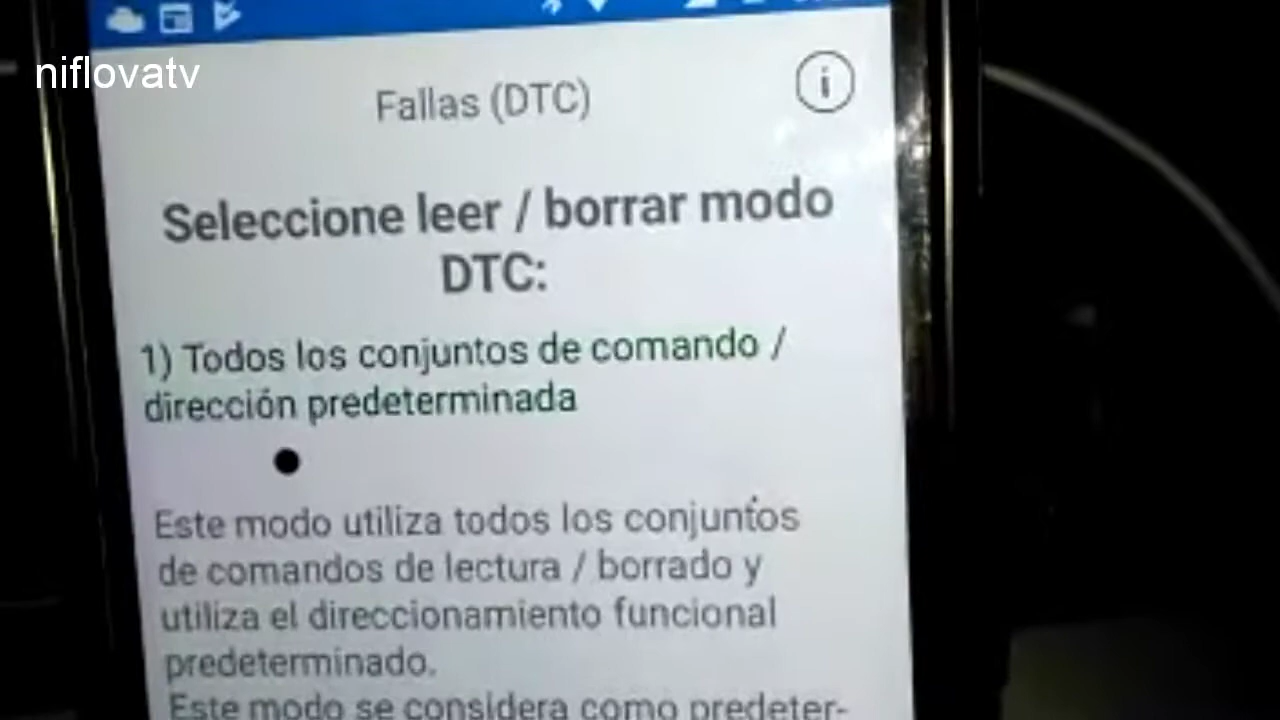 niflovatv
Fallas (DTC)
i
Seleccione leer / borrar modo
DTC:
1) Todos los conjuntos de comando /
dirección predeterminada
Este modo utiliza todos los conjuntos
de comandos de lectura / borrado y
utiliza el direccionamiento funcional
predeterminado.
Este modo se considera como predeter-